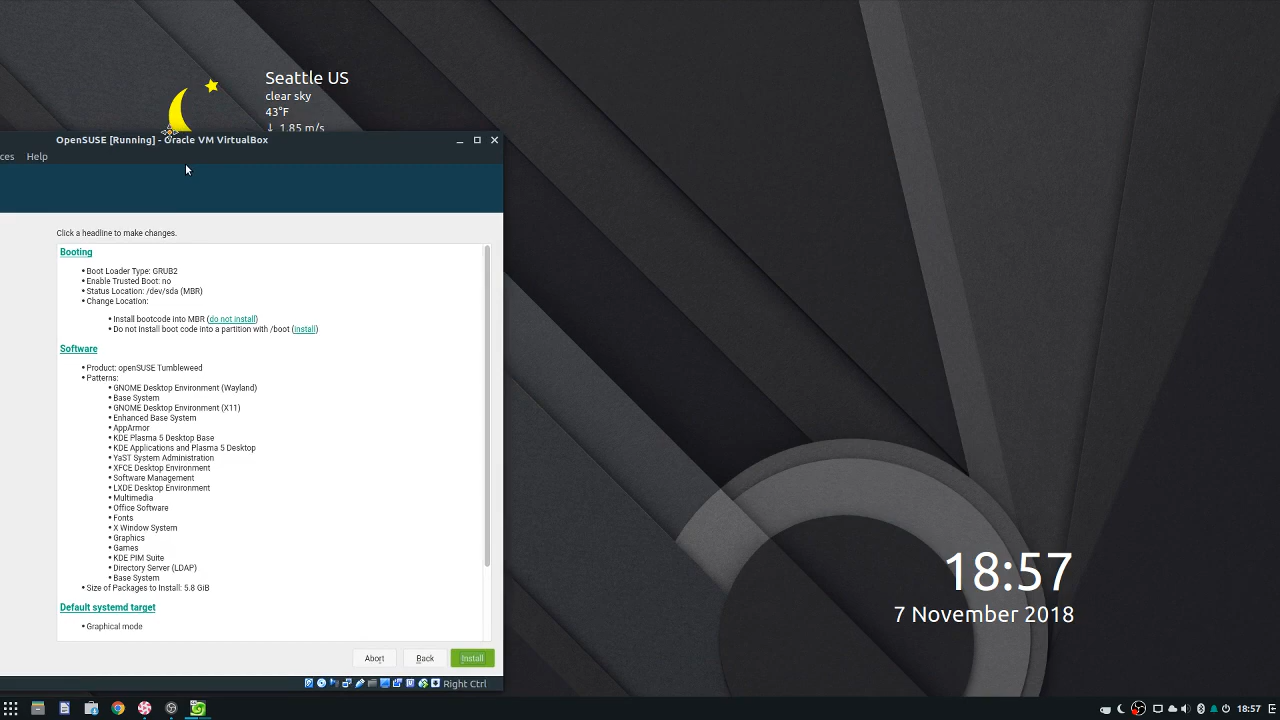 Seattle US
clear sky
43°F
↓ 1.85 m/s
OpenSUSE [Running] - Oracle VM VirtualBox
ces Help
Click a headline to make changes.
Booting
• Boot Loader Type: GRUB2
• Enable Trusted Boot: no
• Status Location: /dev/sda (MBR)
• Change Location:
• Install bootcode into MBR (do not install)
• Do not install boot code into a partition with /boot (install)
Software
• Product: openSUSE Tumbleweed
• Patterns:
• GNOME Desktop Environment (Wayland)
• Base System
• GNOME Desktop Environment (X11)
• Enhanced Base System
• AppArmor
• KDE Plasma 5 Desktop Base
• KDE Applications and Plasma 5 Desktop
• YaST System Administration
• XFCE Desktop Environment
• Software Management
• LXDE Desktop Environment
• Multimedia
• Office Software
• Fonts
• X Window System
• Graphics
• Games
• KDE PIM Suite
• Directory Server (LDAP)
• Base System
• Size of Packages to Install: 5.8 GiB
Default systemd target
• Graphical mode
Abort Back Install
Right Ctrl
18:57
7 November 2018
18:57